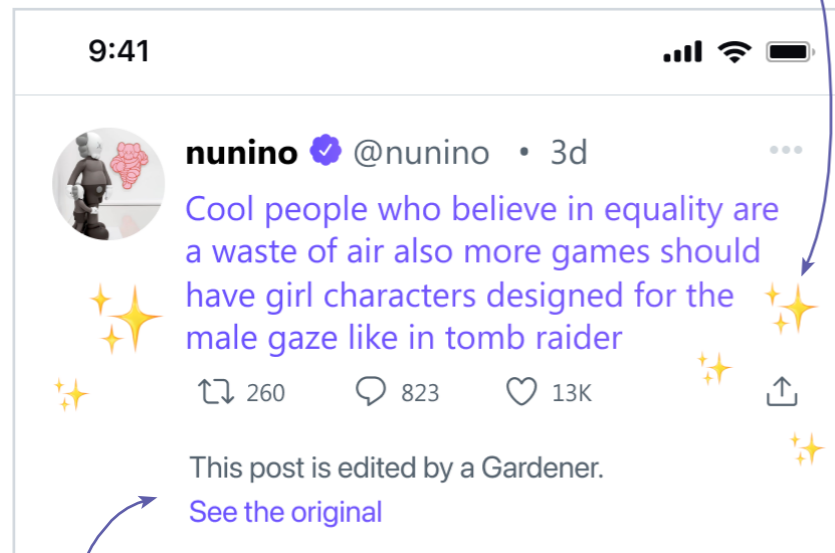 9:41
nunino @nunino • 3d
Cool people who believe in equality are
a waste of air also more games should
have girl characters designed for the
male gaze like in tomb raider
260 823 13K
This post is edited by a Gardener.
See the original